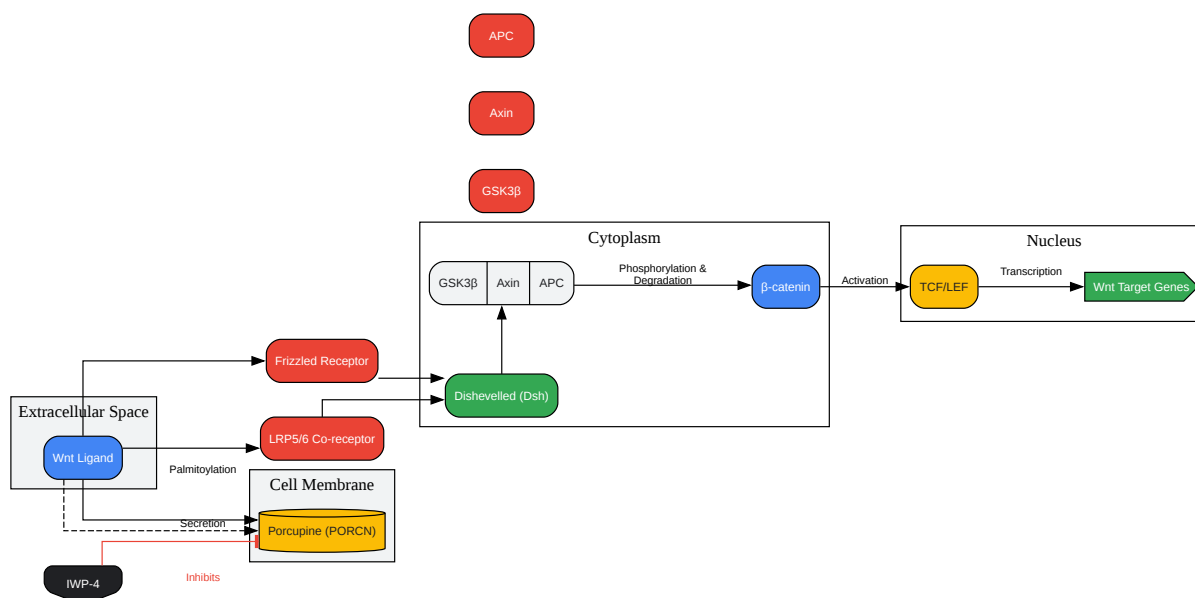 APC
Axin
GSK3β
Cytoplasm
Nucleus
GSK3β
Axin
APC
Phosphorylation &
Degradation
β-catenin
Activation
TCF/LEF
Transcription
Wnt Target Genes
Frizzled Receptor
Dishevelled (Dsh)
Extracellular Space
LRP5/6 Co-receptor
Wnt Ligand
Palmitoylation
Cell Membrane
Secretion
Porcupine (PORCN)
Inhibits
IWP-4